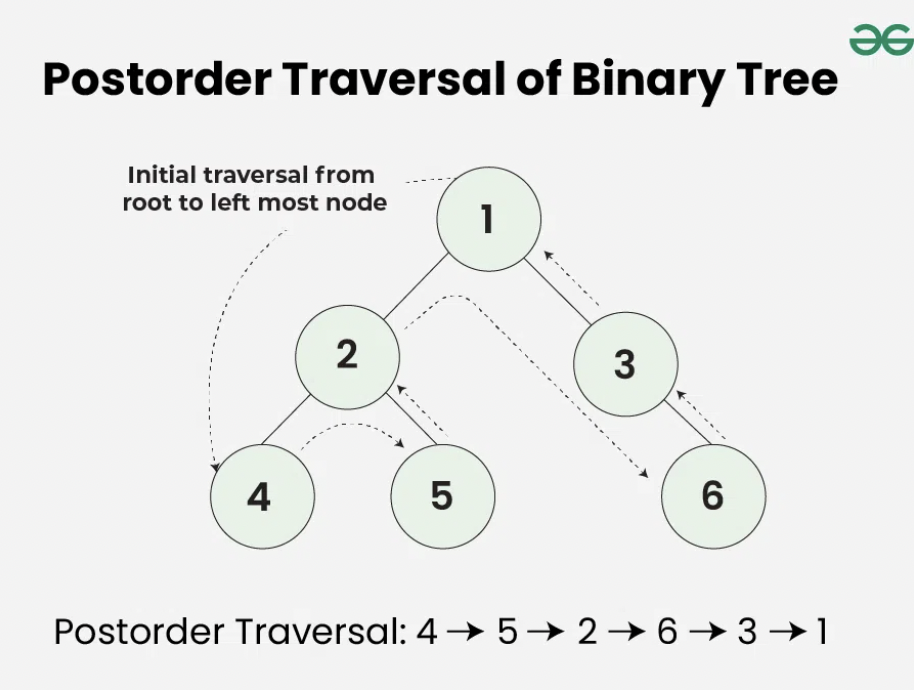 Postorder Traversal of Binary Tree
Initial traversal from
root to left most node
1
2
3
4
5
6
Postorder Traversal: 4 → 5 → 2 → 6 → 3 → 1